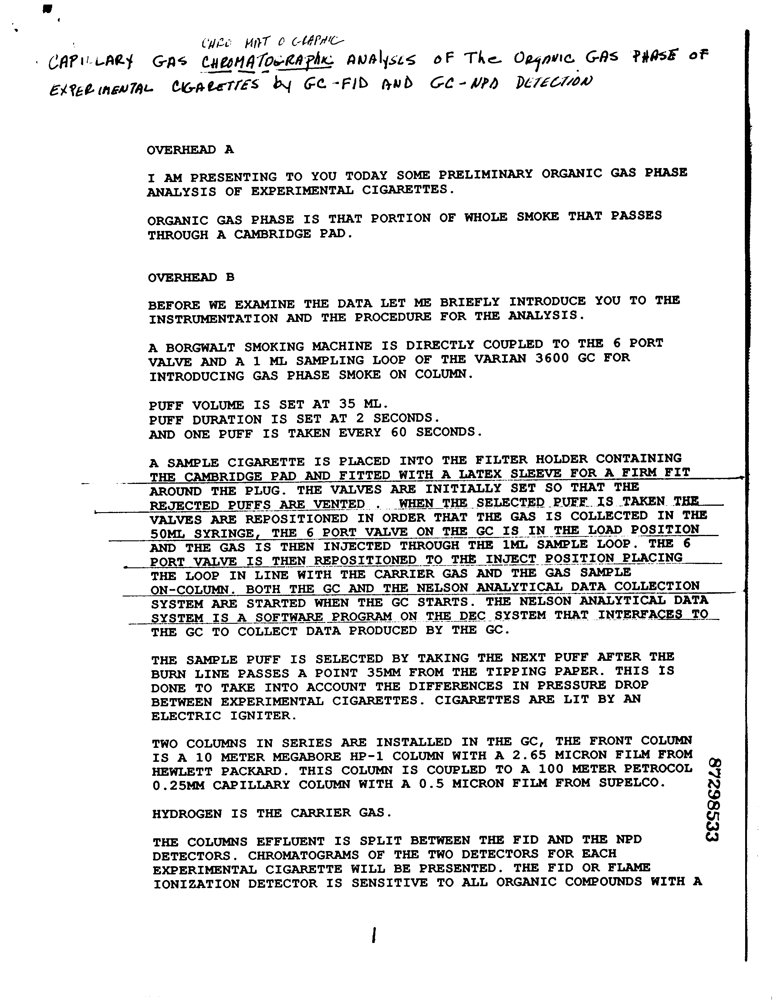 CHRO MAT O GRAPHIC
CAPILLARY GAS CHROMATOGRAPHIC ANALYSIS OF The Organic GAS PHASE OF
EXPERIMENTAL CIGARETTES by GC-FID AND GC-NPD DETECTION
OVERHEAD A
I AM PRESENTING TO YOU TODAY SOME PRELIMINARY ORGANIC GAS PHASE
ANALYSIS OF EXPERIMENTAL CIGARETTES.
ORGANIC GAS PHASE IS THAT PORTION OF WHOLE SMOKE THAT PASSES
THROUGH A CAMBRIDGE PAD.
OVERHEAD B
BEFORE WE EXAMINE THE DATA LET ME BRIEFLY INTRODUCE YOU TO THE
INSTRUMENTATION AND THE PROCEDURE FOR THE ANALYSIS.
A BORGWALT SMOKING MACHINE IS DIRECTLY COUPLED TO THE 6 PORT
VALVE AND A 1 ML SAMPLING LOOP OF THE VARIAN 3600 GC FOR
INTRODUCING GAS PHASE SMOKE ON COLUMN.
PUFF VOLUME IS SET AT 35 ML.
PUFF DURATION IS SET AT 2 SECONDS.
AND ONE PUFF IS TAKEN EVERY 60 SECONDS.
A SAMPLE CIGARETTE IS PLACED INTO THE FILTER HOLDER CONTAINING
THE CAMBRIDGE PAD AND FITTED WITH A LATEX SLEEVE FOR A FIRM FIT
AROUND THE PLUG. THE VALVES ARE INITIALLY SET SO THAT THE
REJECTED PUFFS ARE VENTED . WHEN THE SELECTED PUFF IS TAKEN THE
VALVES ARE REPOSITIONED IN ORDER THAT THE GAS IS COLLECTED IN THE
50ML SYRINGE, THE 6 PORT VALVE ON THE GC IS IN THE LOAD POSITION
AND THE GAS IS THEN INJECTED THROUGH THE 1ML SAMPLE LOOP. THE 6
PORT VALVE IS THEN REPOSITIONED TO THE INJECT POSITION PLACING
THE LOOP IN LINE WITH THE CARRIER GAS AND THE GAS SAMPLE
ON-COLUMN. BOTH THE GC AND THE NELSON ANALYTICAL DATA COLLECTION
SYSTEM ARE STARTED WHEN THE GC STARTS. THE NELSON ANALYTICAL DATA
SYSTEM IS A SOFTWARE PROGRAM ON THE DEC SYSTEM THAT INTERFACES TO
THE GC TO COLLECT DATA PRODUCED BY THE GC.
THE SAMPLE PUFF IS SELECTED BY TAKING THE NEXT PUFF AFTER THE
BURN LINE PASSES A POINT 35MM FROM THE TIPPING PAPER. THIS IS
DONE TO TAKE INTO ACCOUNT THE DIFFERENCES IN PRESSURE DROP
BETWEEN EXPERIMENTAL CIGARETTES. CIGARETTES ARE LIT BY AN
ELECTRIC IGNITER.
TWO COLUMNS IN SERIES ARE INSTALLED IN THE GC, THE FRONT COLUMN
IS A 10 METER MEGABORE HP-1 COLUMN WITH A 2.65 MICRON FILM FROM
HEWLETT PACKARD. THIS COLUMN IS COUPLED TO A 100 METER PETROCOL
0.25MM CAPILLARY COLUMN WITH A 0.5 MICRON FILM FROM SUPELCO.
HYDROGEN IS THE CARRIER GAS.
THE COLUMNS EFFLUENT IS SPLIT BETWEEN THE FID AND THE NPD
DETECTORS. CHROMATOGRAMS OF THE TWO DETECTORS FOR EACH
EXPERIMENTAL CIGARETTE WILL BE PRESENTED. THE FID OR FLAME
IONIZATION DETECTOR IS SENSITIVE TO ALL ORGANIC COMPOUNDS WITH A
87298533
1